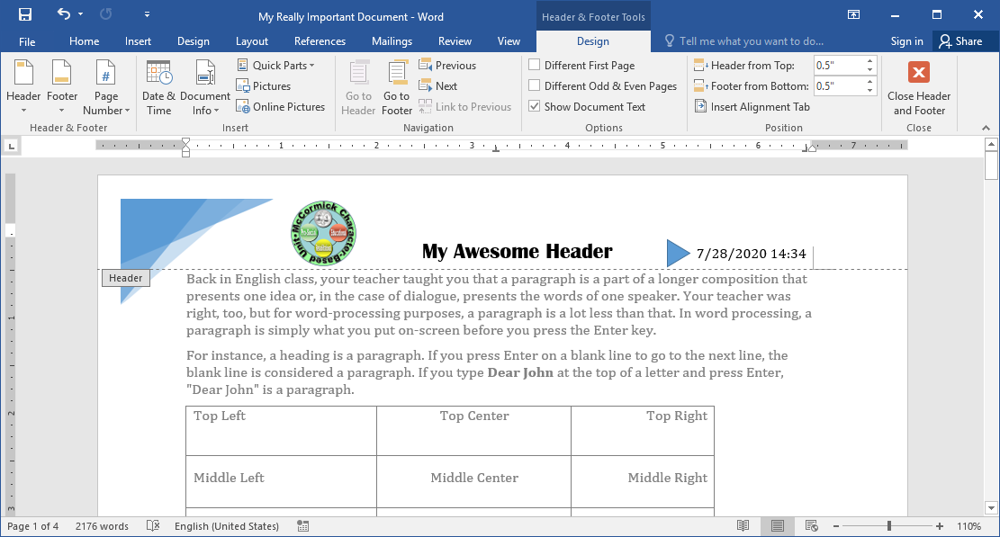 My Really Important Document - Word
Header & Footer Tools
File Home Insert Design Layout References Mailings Review View Design Tell me what you want to do... Sign in Share
Header Footer Page Number
Header & Footer
Date & Time
Document Info
Quick Parts
Pictures
Online Pictures
Insert
Go to Header
Go to Footer
Previous
Next
Link to Previous
Navigation
Different First Page
Different Odd & Even Pages
Show Document Text
Options
Header from Top: 0.5"
Footer from Bottom: 0.5"
Insert Alignment Tab
Position
Close Header and Footer
Close
L
1 2 3 4 5 6 7
McCormick Character-Based Unit
My Awesome Header
7/28/2020 14:34
Header
Back in English class, your teacher taught you that a paragraph is a part of a longer composition that
presents one idea or, in the case of dialogue, presents the words of one speaker. Your teacher was
right, too, but for word-processing purposes, a paragraph is a lot less than that. In word processing, a
paragraph is simply what you put on-screen before you press the Enter key.
For instance, a heading is a paragraph. If you press Enter on a blank line to go to the next line, the
blank line is considered a paragraph. If you type Dear John at the top of a letter and press Enter,
"Dear John" is a paragraph.
Top Left Top Center Top Right
Middle Left Middle Center Middle Right
1
2
3
Page 1 of 4 2176 words English (United States) 110%